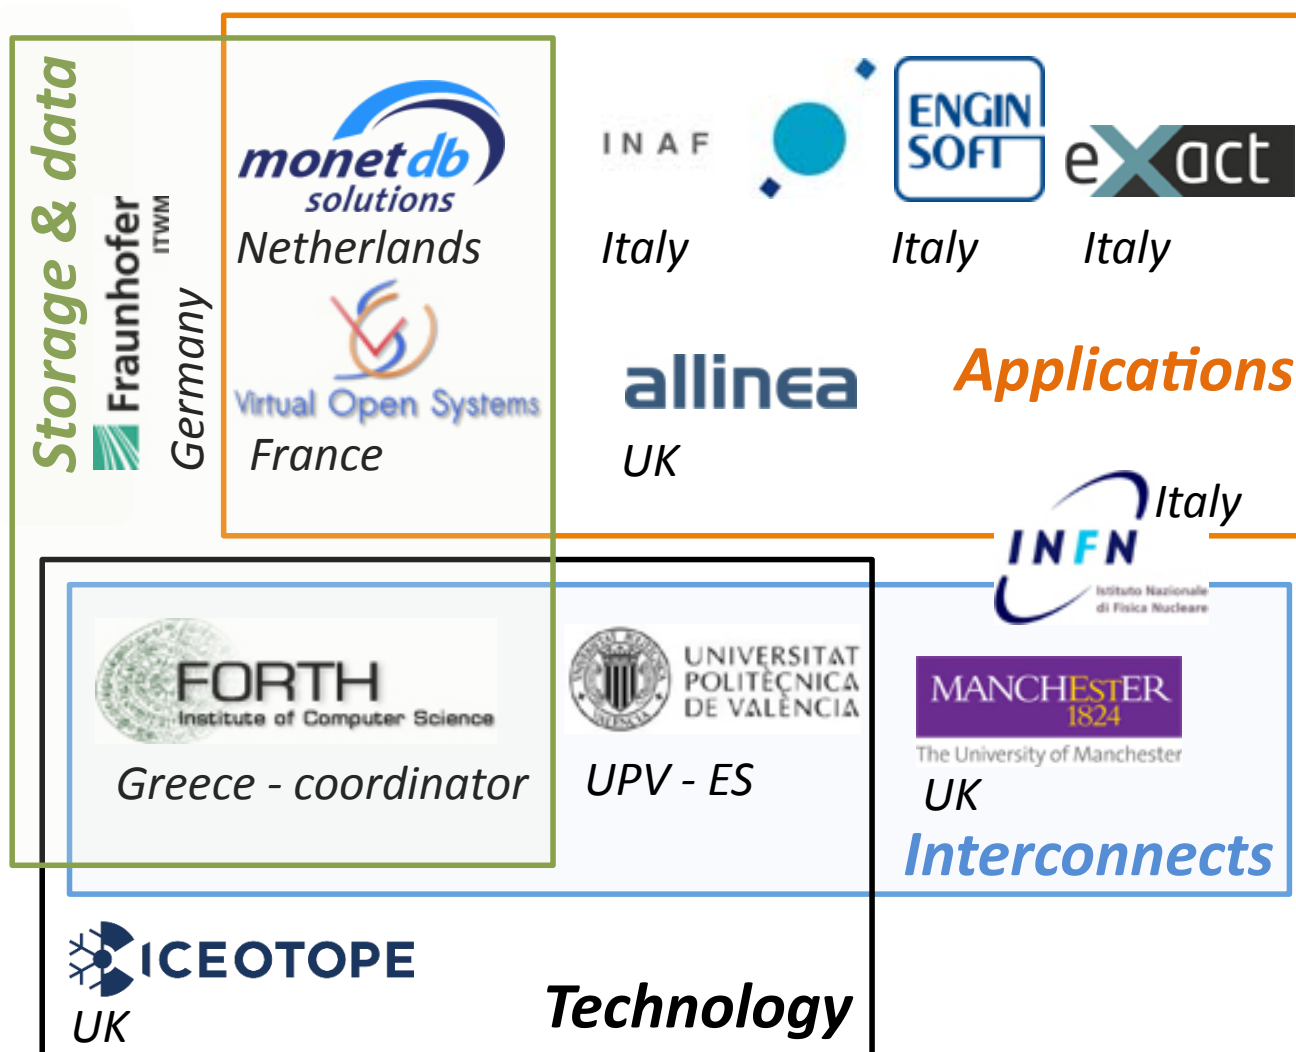 Storage & data
Fraunhofer
ITWM
Germany
monetdb
solutions
Netherlands
Virtual Open Systems
France
INAF
Italy
ENGIN
SOFT
Italy
eXact
Italy
allinea
UK
Applications
INFN
Istituto Nazionale
di Fisica Nucleare
Italy
FORTH
Institute of Computer Science
Greece - coordinator
UNIVERSITAT
POLITÈCNICA
DE VALÈNCIA
UPV - ES
MANCHESTER
1824
The University of Manchester
UK
Interconnects
ICEOTOPE
UK
Technology